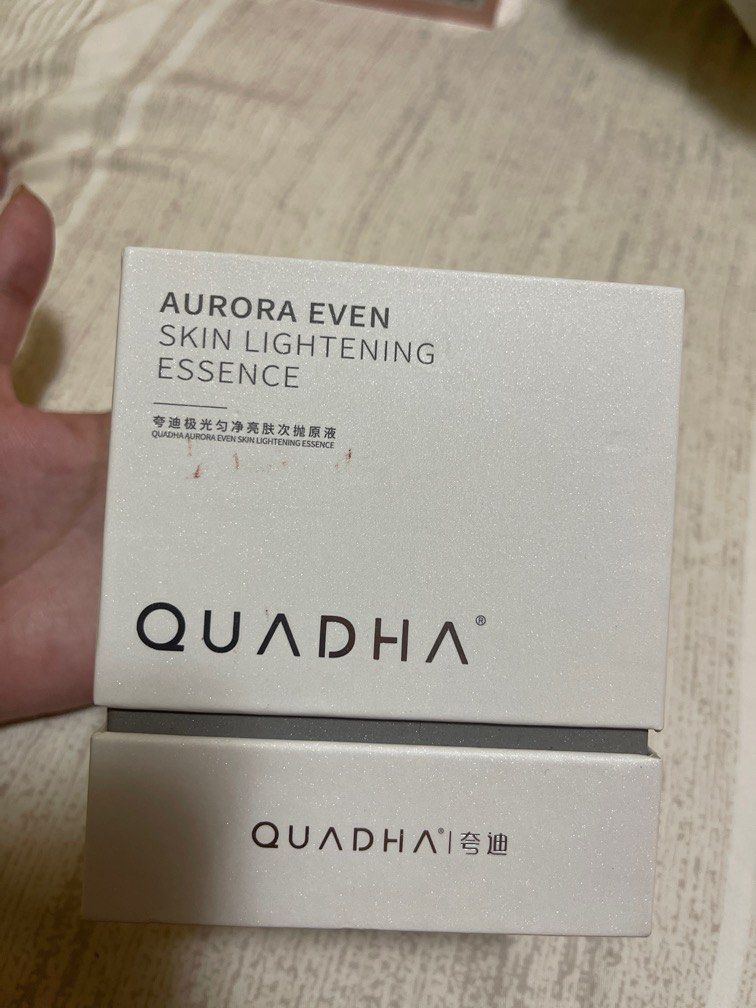 AURORA EVEN
SKIN LIGHTENING
ESSENCE
夸迪极光匀净亮肤次抛原液
QUADHA AURORA EVEN SKIN LIGHTENING ESSENCE
QUADHA®
QUADHA®|夸迪